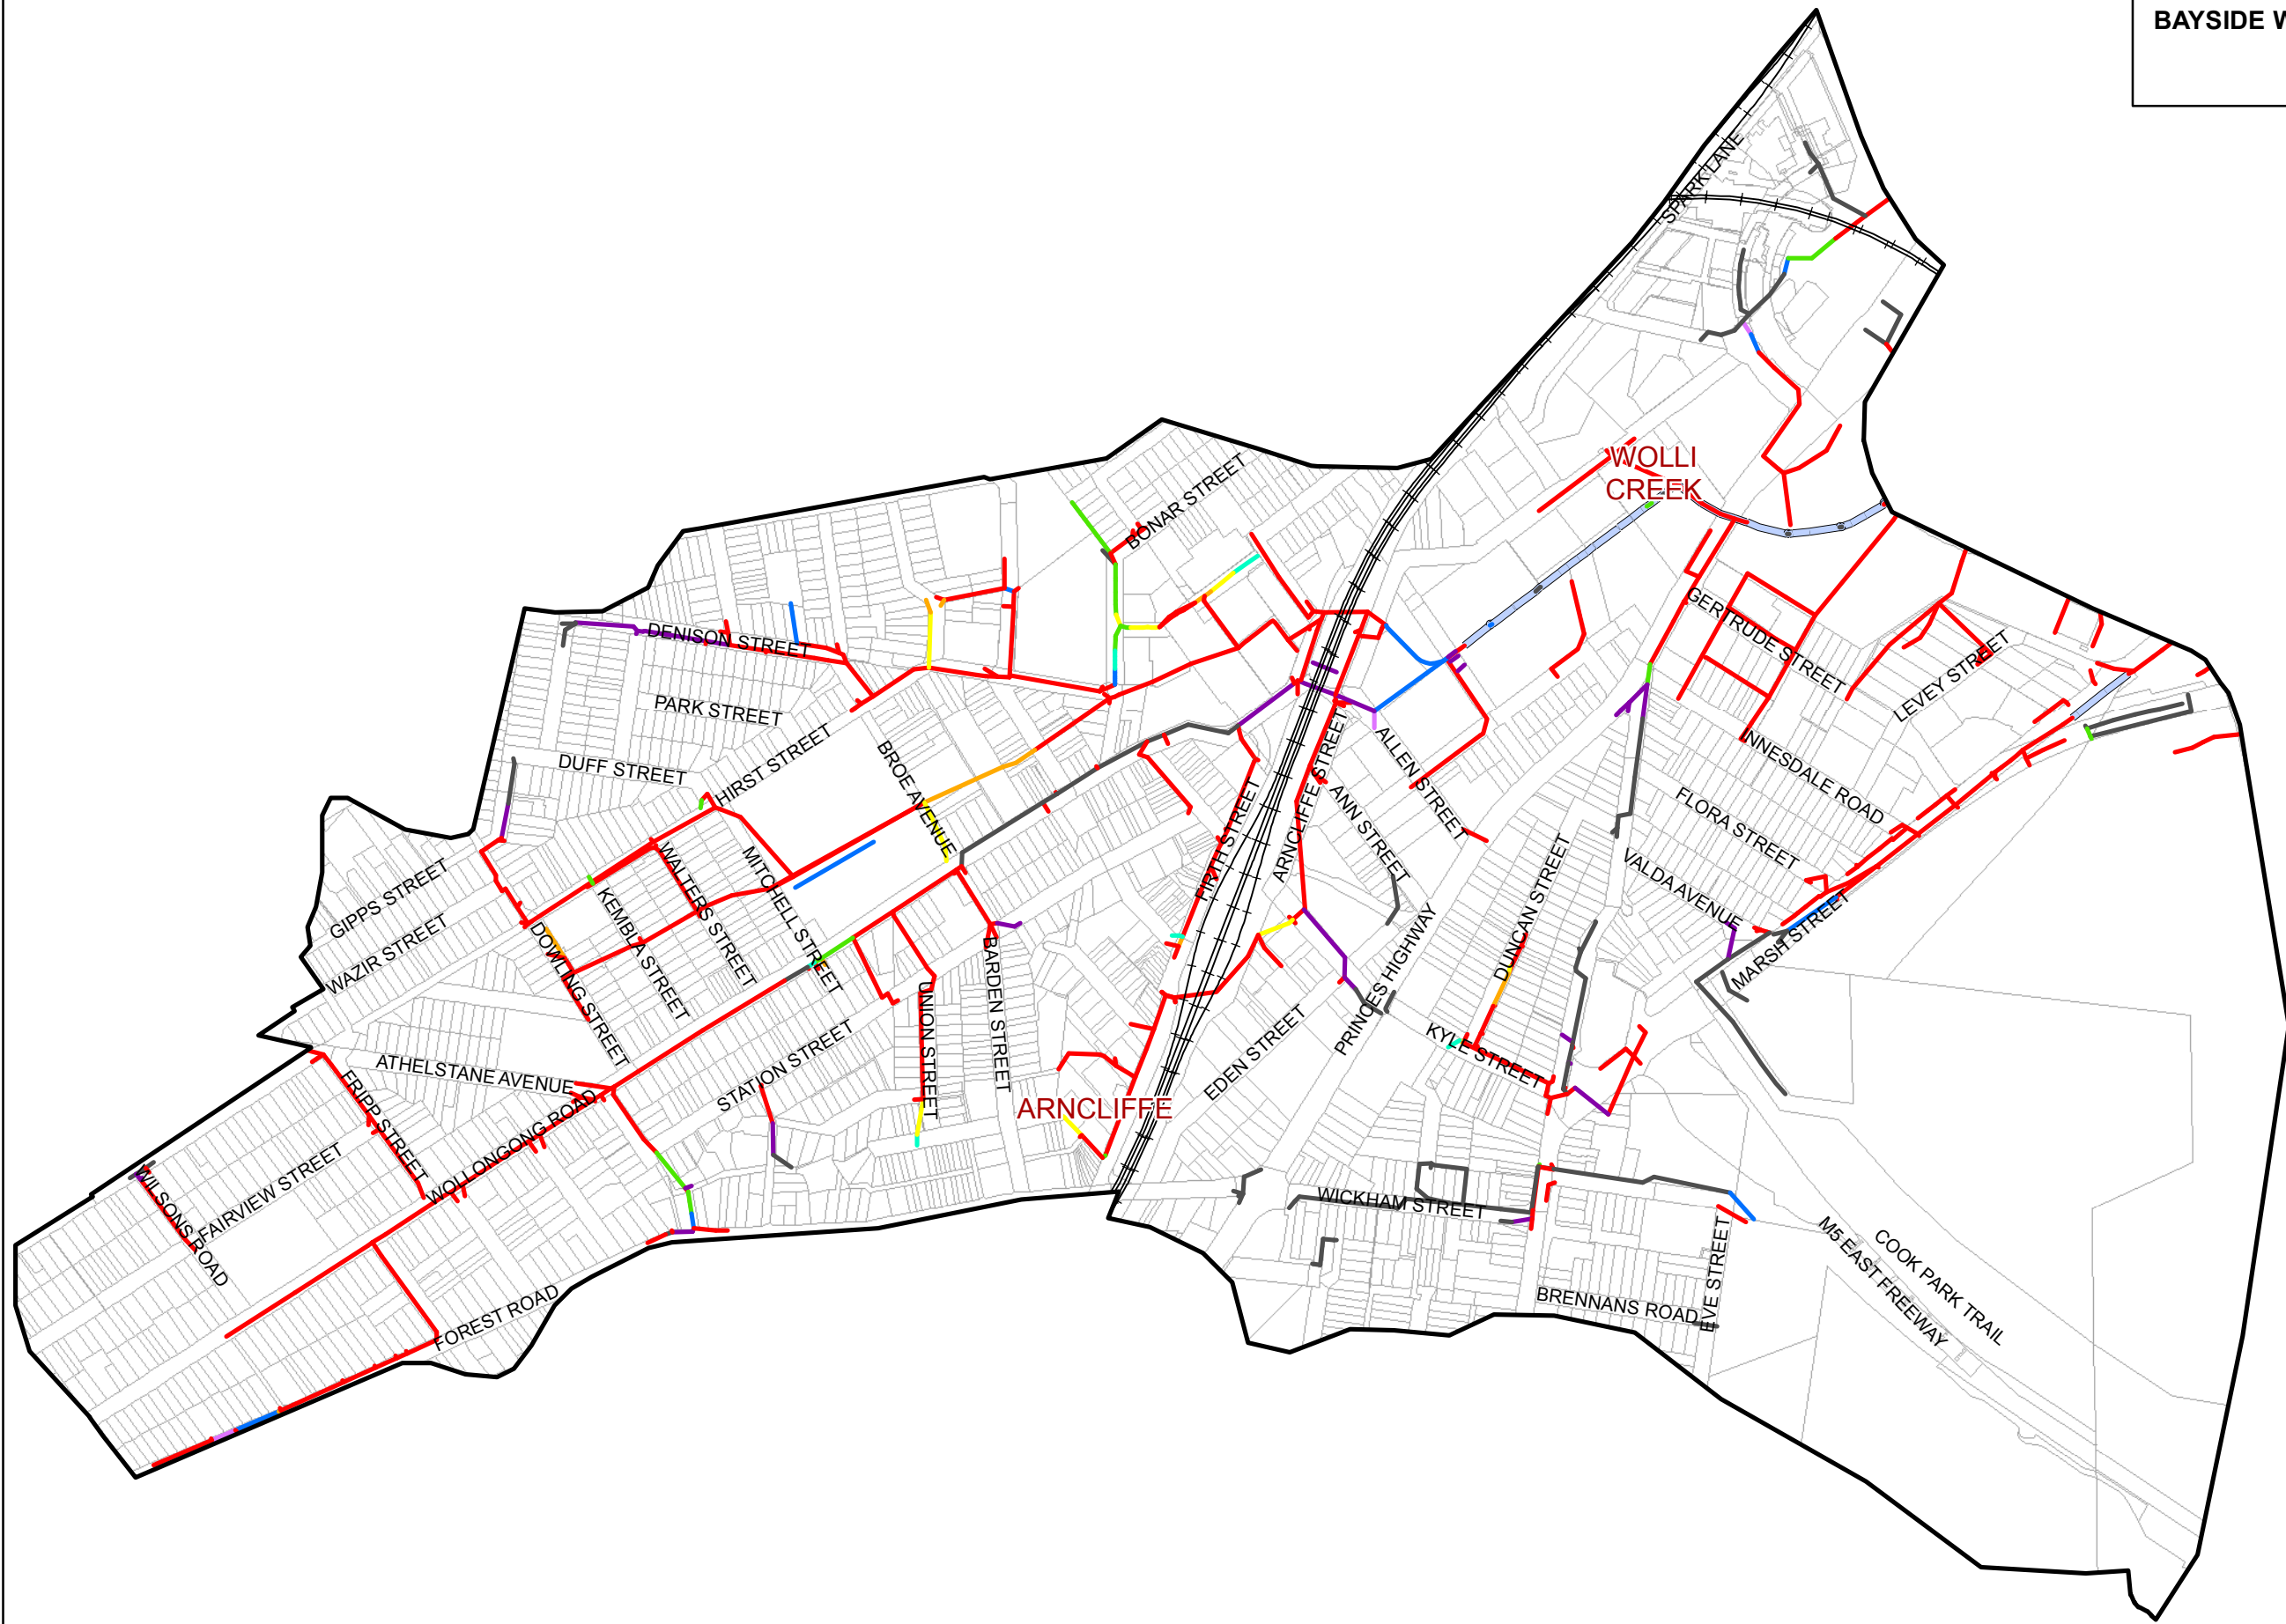 BAYSIDE W
SPARK LANE
WOLLI
CREEK
BONAR STREET
DENISON STREET
GERTRUDE STREET
LEVEY STREET
PARK STREET
DUFF STREET
HIRST STREET
BROE AVENUE
ALLEN STREET
INNESDALE ROAD
FLORA STREET
ANN STREET
ARNCLIFFE STREET
FIRTH STREET
WALTERS STREET
MITCHELL STREET
DUNCAN STREET
VALDA AVENUE
MARSH STREET
GIPPS STREET
WAZIR STREET
KEMBLA STREET
DOWLING STREET
BARDEN STREET
UNION STREET
PRINCES HIGHWAY
KYLE STREET
EDEN STREET
STATION STREET
ATHELSTANE AVENUE
FRIPP STREET
WOLLONGONG ROAD
ARNCLIFFE
FAIRVIEW STREET
WILSONS ROAD
WICKHAM STREET
EVE STREET
BRENNANS ROAD
M5 EAST FREEWAY
COOK PARK TRAIL
FOREST ROAD